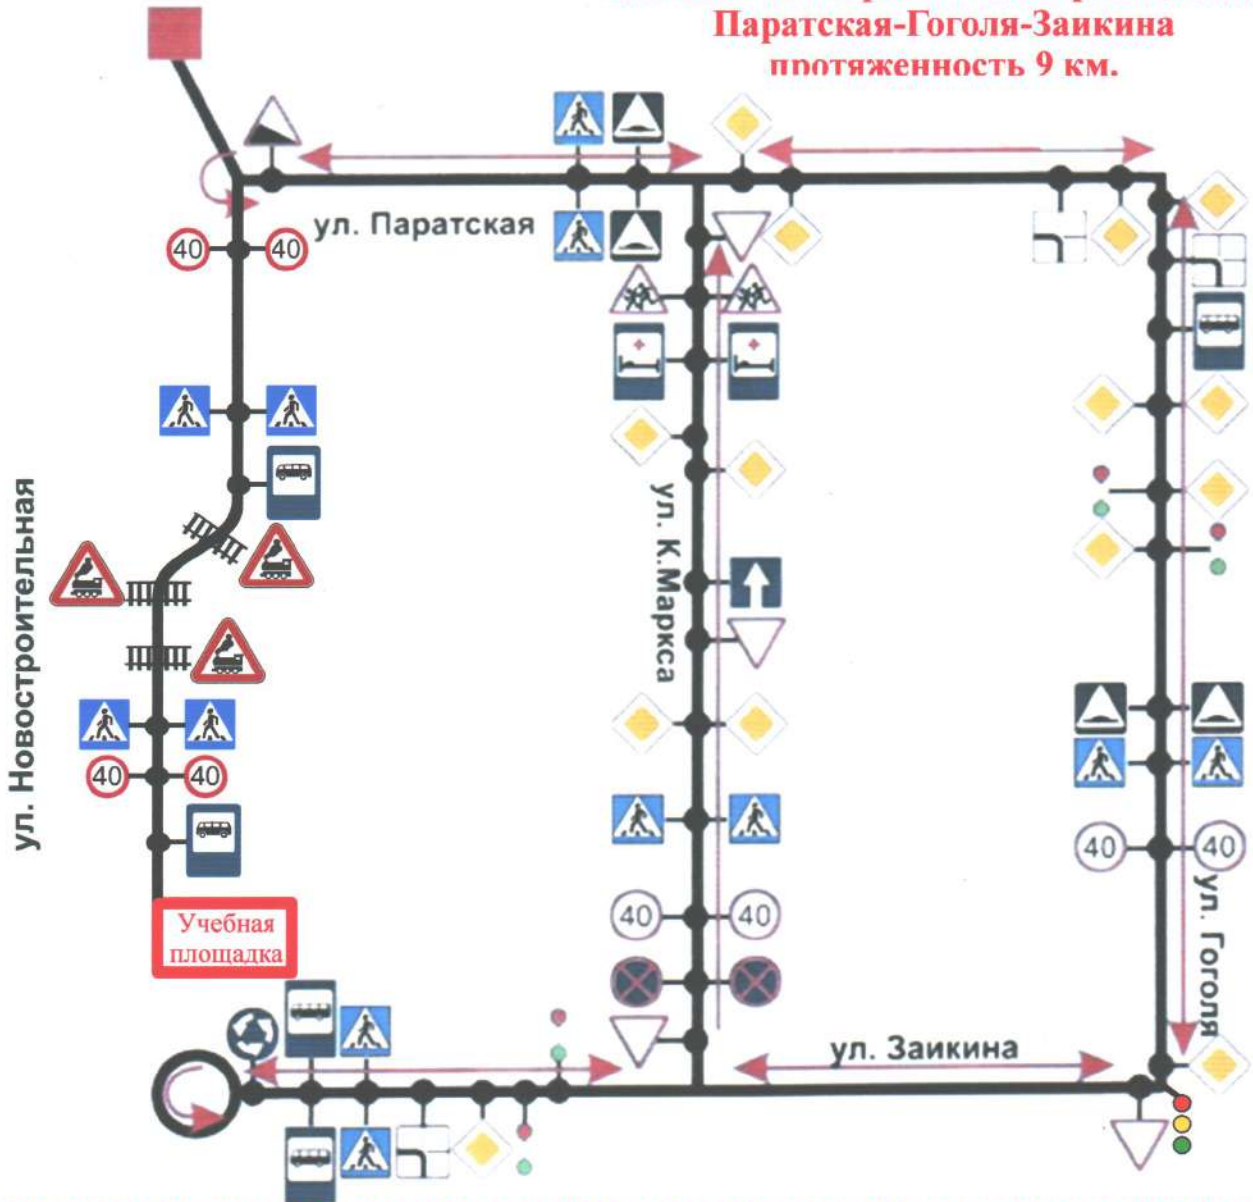 Паратская-Гоголя-Заикина
протяженность 9 км.
ул. Паратская
40
40
ул. Новостроительная
ул. К.Маркса
40
40
40
40
ул. Гоголя
Учебная
площадка
40
40
ул. Заикина